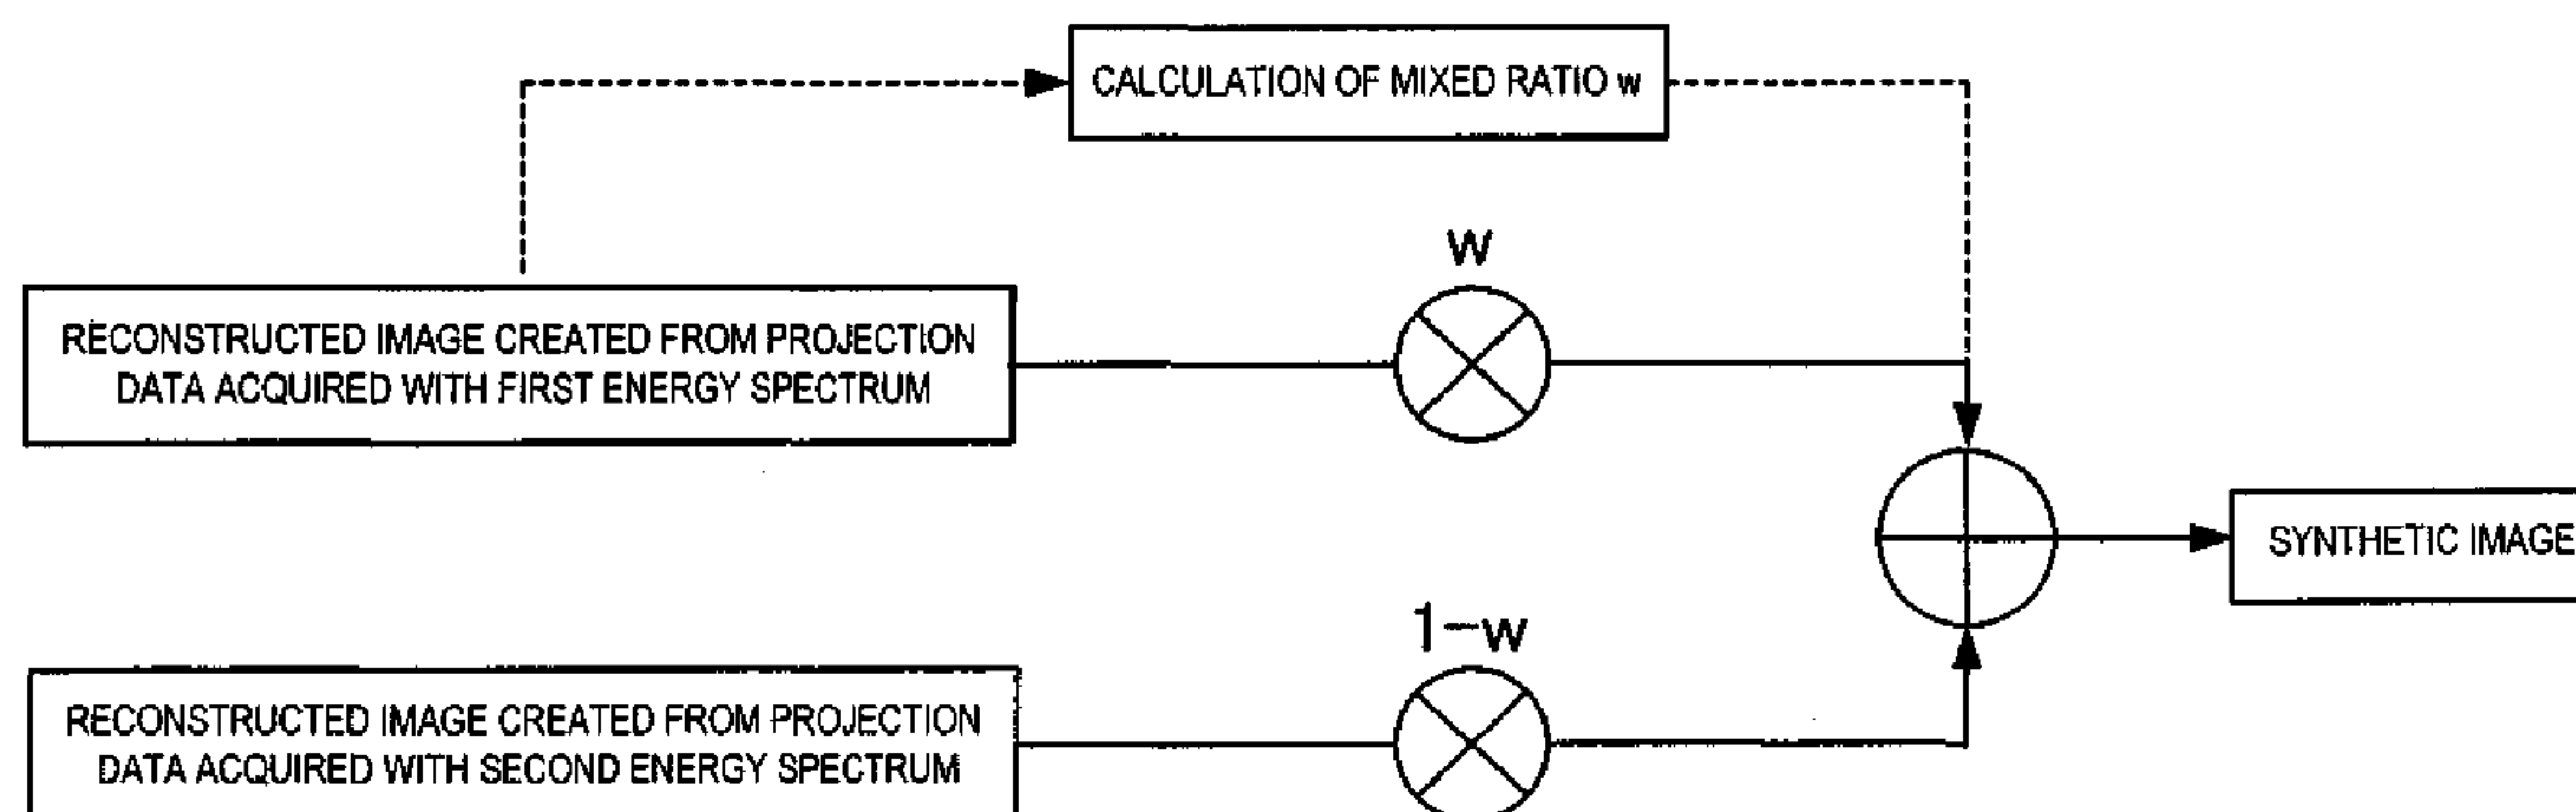 CALCULATION OF MIXED RATIO w
W
RECONSTRUCTED IMAGE CREATED FROM PROJECTION
DATA ACQUIRED WITH FIRST ENERGY SPECTRUM
SYNTHETIC IMAGE
1-w
RECONSTRUCTED IMAGE CREATED FROM PROJECTION
DATA ACQUIRED WITH SECOND ENERGY SPECTRUM